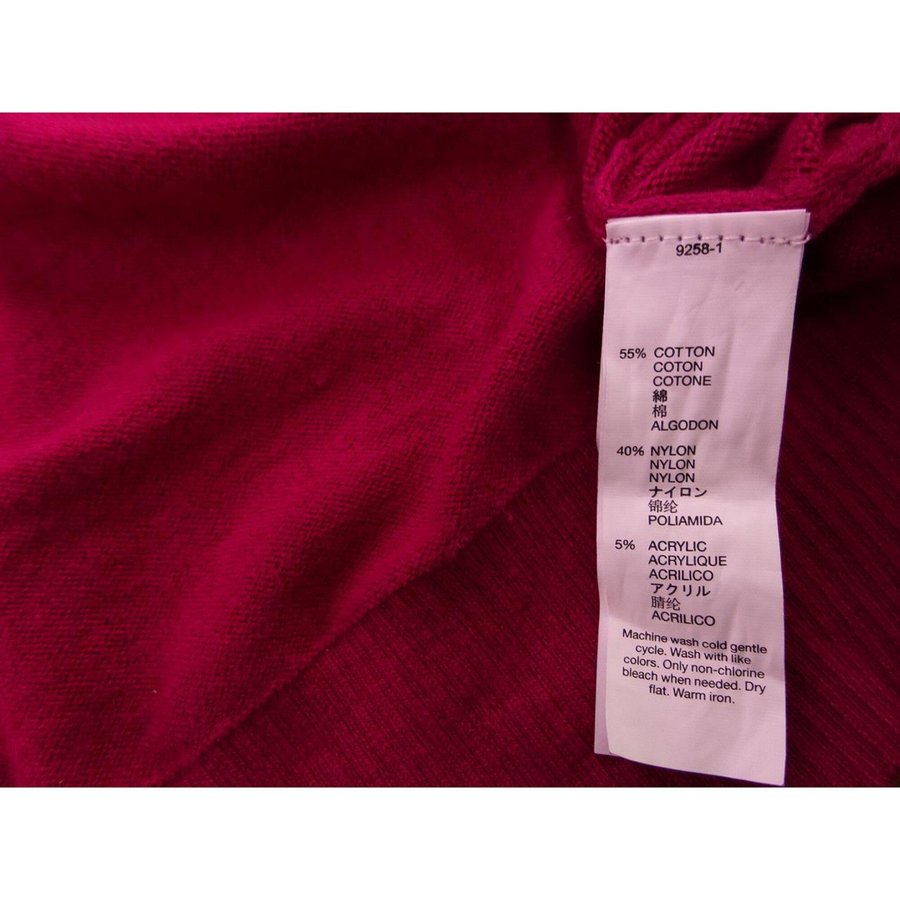 9258-1
55% COTTON
COTON
COTONE
綿
棉
ALGODON
40% NYLON
NYLON
NYLON
ナイロン
锦纶
POLIAMIDA
5% ACRYLIC
ACRYLIQUE
ACRILICO
アクリル
腈纶
ACRILICO
Machine wash cold gentle
cycle. Wash with like
colors. Only non-chlorine
bleach when needed. Dry
flat. Warm iron.